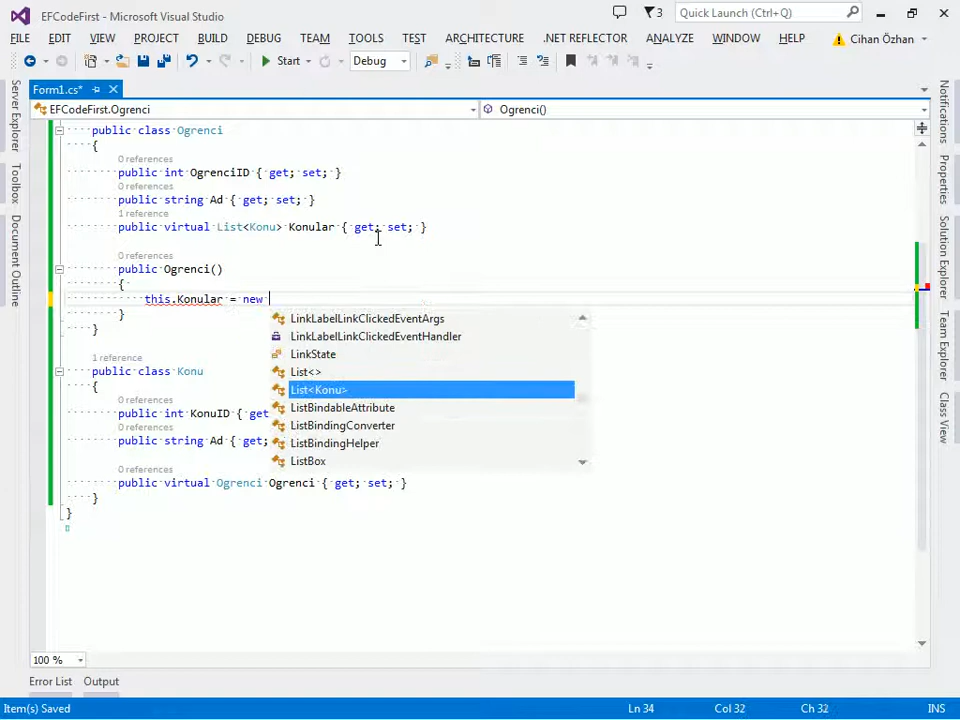 EFCodeFirst - Microsoft Visual Studio
3
Quick Launch (Ctrl+Q)
FILE EDIT VIEW PROJECT BUILD DEBUG TEAM TOOLS TEST ARCHITECTURE .NET REFLECTOR ANALYZE WINDOW HELP Cihan Özhan
Start Debug
Form1.cs*
EFCodeFirst.Ogrenci Ogrenci()
Server Explorer
Toolbox
Document Outline
public class Ogrenci
{
0 references
public int OgrenciID { get; set; }
0 references
public string Ad { get; set; }
1 reference
public virtual List<Konu> Konular { get; set; }
0 references
public Ogrenci()
{
this.Konular = new
}
}
1 reference
public class Konu
{
0 references
public int KonuID { get
0 references
public string Ad { get;
0 references
public virtual Ogrenci Ogrenci { get; set; }
}
}
LinkLabelLinkClickedEventArgs
LinkLabelLinkClickedEventHandler
LinkState
List<>
List<Konu>
ListBindableAttribute
ListBindingConverter
ListBindingHelper
ListBox
Notifications
Properties
Solution Explorer
Team Explorer
Class View
100 %
Error List Output
Item(s) Saved Ln 34 Col 32 Ch 32 INS